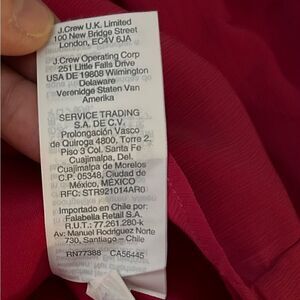 J.Crew U.K. Limited
100 New Bridge Street
London, EC4V 6JA
J.Crew Operating Corp
251 Little Falls Drive
USA DE 19808 Wilmington
Delaware
Verenidge Staten Van
Amerika
SERVICE TRADING
S.A. DE C.V.
Prolongación Vasco
de Quiroga 4800, Torre 2,
Piso 3 Col. Santa Fe
Cuajimalpa, Del.
Cuajimalpa de Morelos
C.P. 05348, Ciudad de
México, MÉXICO
RFC: STR921014AR0
Importado en Chile por:
Falabella Retail S.A.
R.U.T.: 77.261.280-k
Av: Manuel Rodriguez Norte
730, Santiago – Chile
RN77388 CA56445